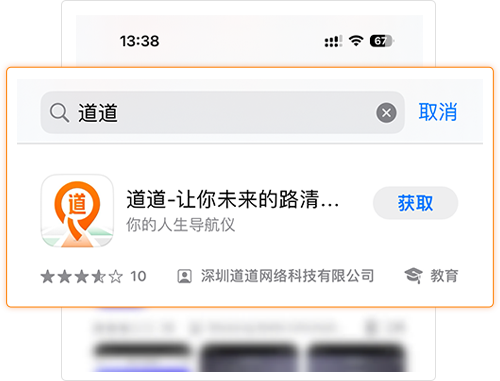 13:38
67
道道
取消
道
道道-让你未来的路清...
你的人生导航仪
获取
10
深圳道道网络科技有限公司
教育